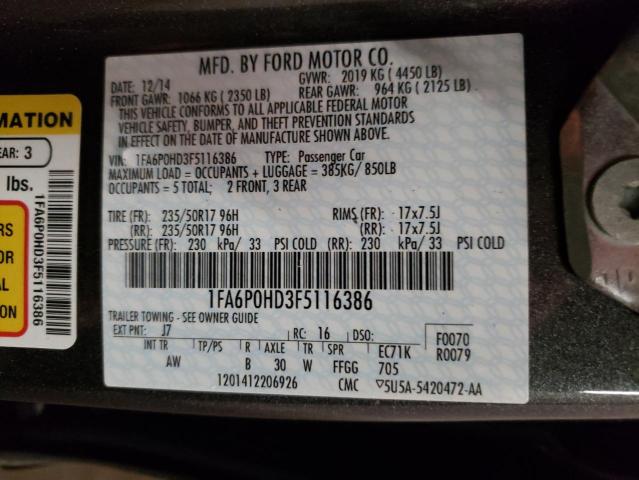 MFD. BY FORD MOTOR CO.
DATE: 12/14 GVWR: 2019 KG ( 4450 LB)
FRONT GAWR: 1066 KG ( 2350 LB) REAR GAWR: 964 KG ( 2125 LB)
THIS VEHICLE CONFORMS TO ALL APPLICABLE FEDERAL MOTOR
VEHICLE SAFETY, BUMPER, AND THEFT PREVENTION STANDARDS
IN EFFECT ON THE DATE OF MANUFACTURE SHOWN ABOVE.
VIN: 1FA6P0HD3F5116386 TYPE: Passenger Car
MAXIMUM LOAD = OCCUPANTS + LUGGAGE = 385KG/ 850LB
OCCUPANTS = 5 TOTAL; 2 FRONT, 3 REAR
TIRE (FR): 235/50R17 96H RIMS (FR): 17x7.5J
(RR): 235/50R17 96H (RR): 17x7.5J
PRESSURE (FR): 230 kPa/ 33 PSI COLD (RR): 230 kPa/ 33 PSI COLD
1FA6P0HD3F5116386
TRAILER TOWING - SEE OWNER GUIDE
EXT PNT: J7 RC: 16 DSO: F0070
INT TR TP/PS R AXLE TR SPR EC71K R0079
AW B 30 W FFGG 705
1201412206926 CMC 5U5A-5420472-AA
MATION
EAR: 3
lbs.
1FA6P0HD3F5116386
RS
OR
AL